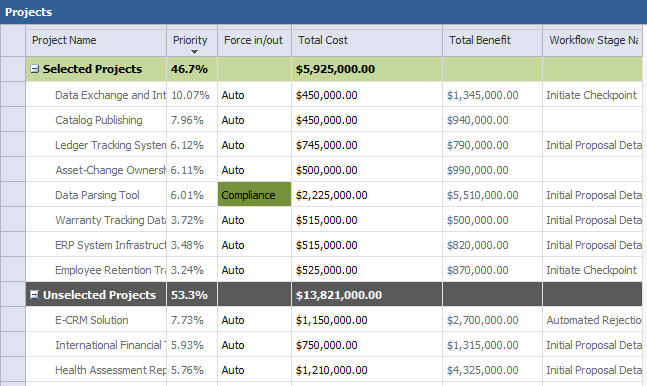 Projects
Project Name Priority Force in/out Total Cost Total Benefit Workflow Stage Na
Selected Projects 46.7% $5,925,000.00
Data Exchange and Int 10.07% Auto $450,000.00 $1,345,000.00 Initiate Checkpoint
Catalog Publishing 7.96% Auto $450,000.00 $940,000.00
Ledger Tracking System 6.12% Auto $745,000.00 $790,000.00 Initial Proposal Deta
Asset-Change Ownersh 6.11% Auto $500,000.00 $990,000.00
Data Parsing Tool 6.01% Compliance $2,225,000.00 $5,510,000.00 Initial Proposal Deta
Warranty Tracking Data 3.72% Auto $515,000.00 $500,000.00 Initial Proposal Deta
ERP System Infrastruct 3.48% Auto $515,000.00 $820,000.00 Initial Proposal Deta
Employee Retention Tra 3.24% Auto $525,000.00 $870,000.00 Initiate Checkpoint
Unselected Projects 53.3% $13,821,000.00
E-CRM Solution 7.73% Auto $1,150,000.00 $2,700,000.00 Automated Rejectio
International Financial T 5.93% Auto $750,000.00 $1,315,000.00 Initial Proposal Deta
Health Assessment Rep 5.76% Auto $1,210,000.00 $4,325,000.00 Initial Proposal Deta